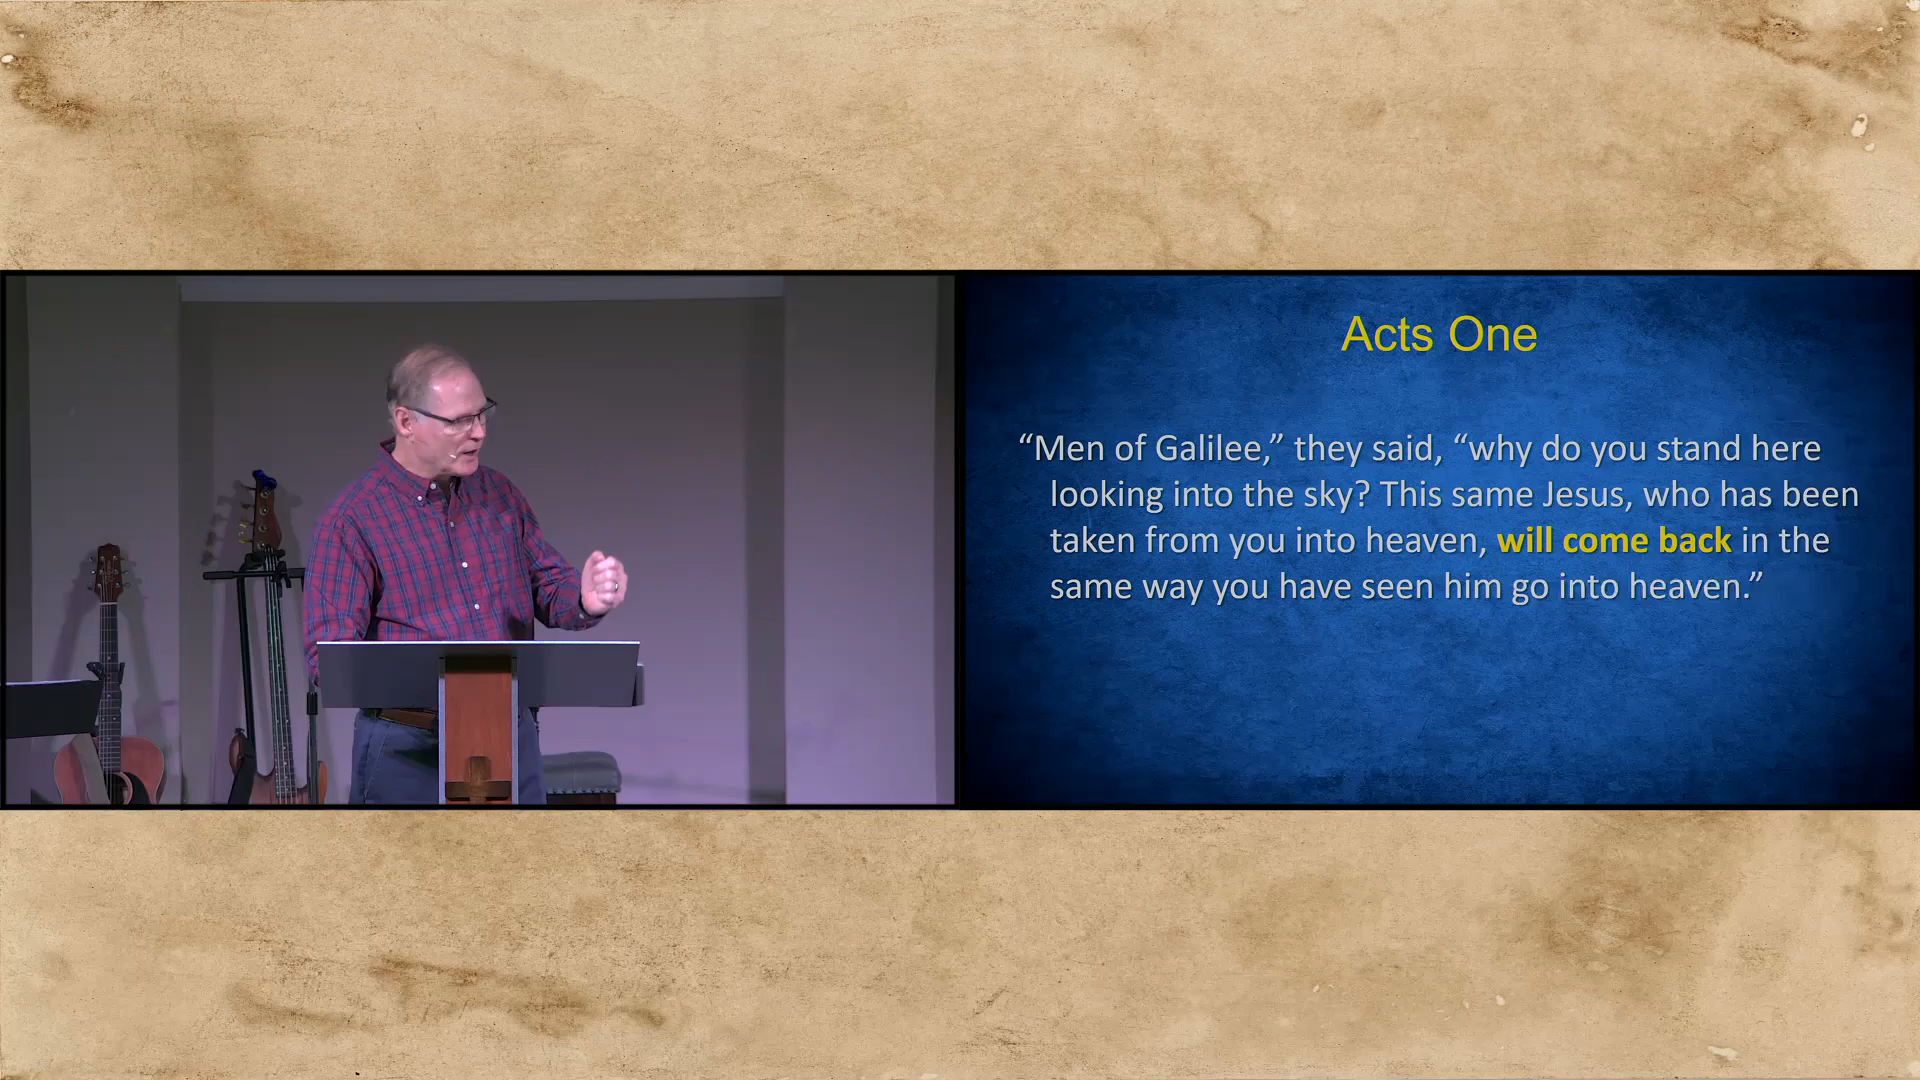 Acts One
“Men of Galilee,” they said, “why do you stand here
looking into the sky? This same Jesus, who has been
taken from you into heaven, will come back in the
same way you have seen him go into heaven.”